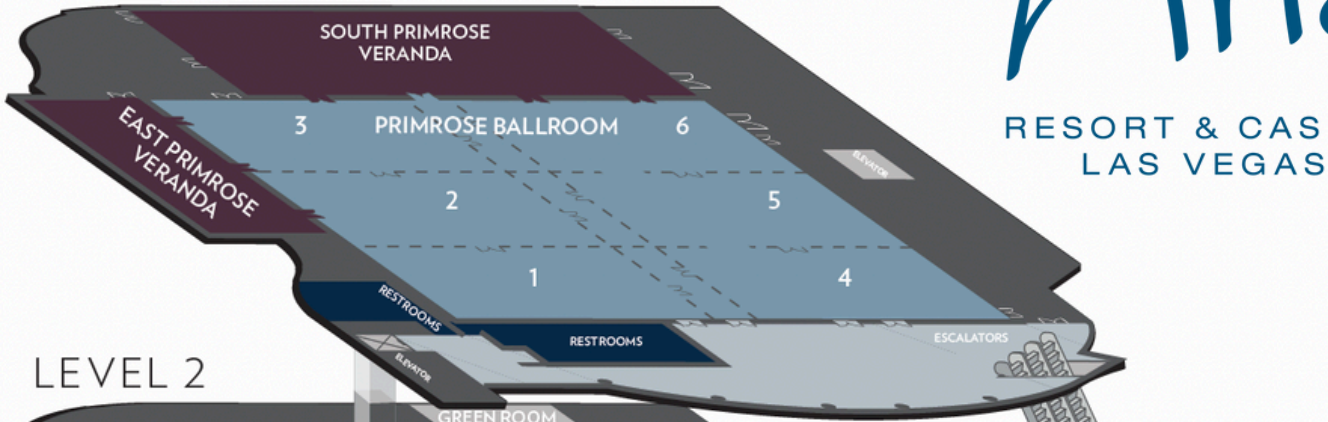 SOUTH PRIMROSE
VERANDA
EAST PRIMROSE
VERANDA
3
PRIMROSE BALLROOM
6
2
5
1
4
ELEVATOR
RESTROOMS
RESTROOMS
ESCALATORS
ELEVATOR
LEVEL 2
GREEN ROOM
RESORT & CAS
LAS VEGAS